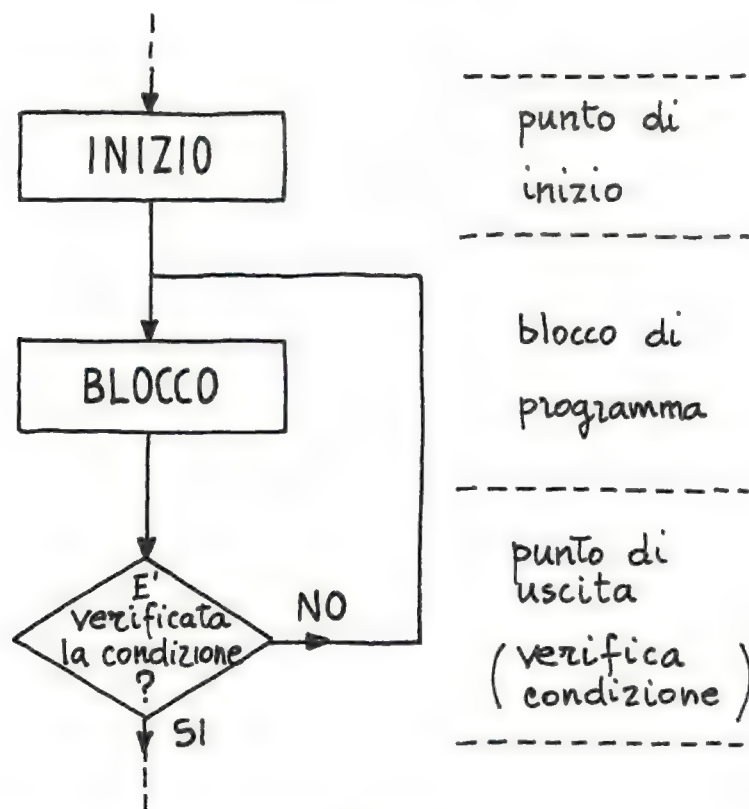 INIZIO
punto di
inizio
BLOCCO
blocco di
programma
E'
verificata
la condizione
?
NO
SI
punto di
uscita
(verifica
condizione)